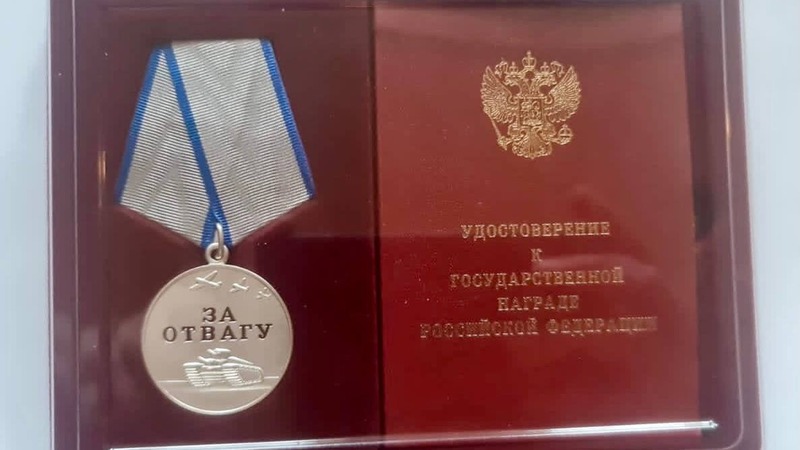 ЗА
ОТВАГУ
УДОСТОВЕРЕНИЕ
К
ГОСУДАРСТВЕННОЙ
НАГРАДЕ
РОССИЙСКОЙ ФЕДЕРАЦИИ